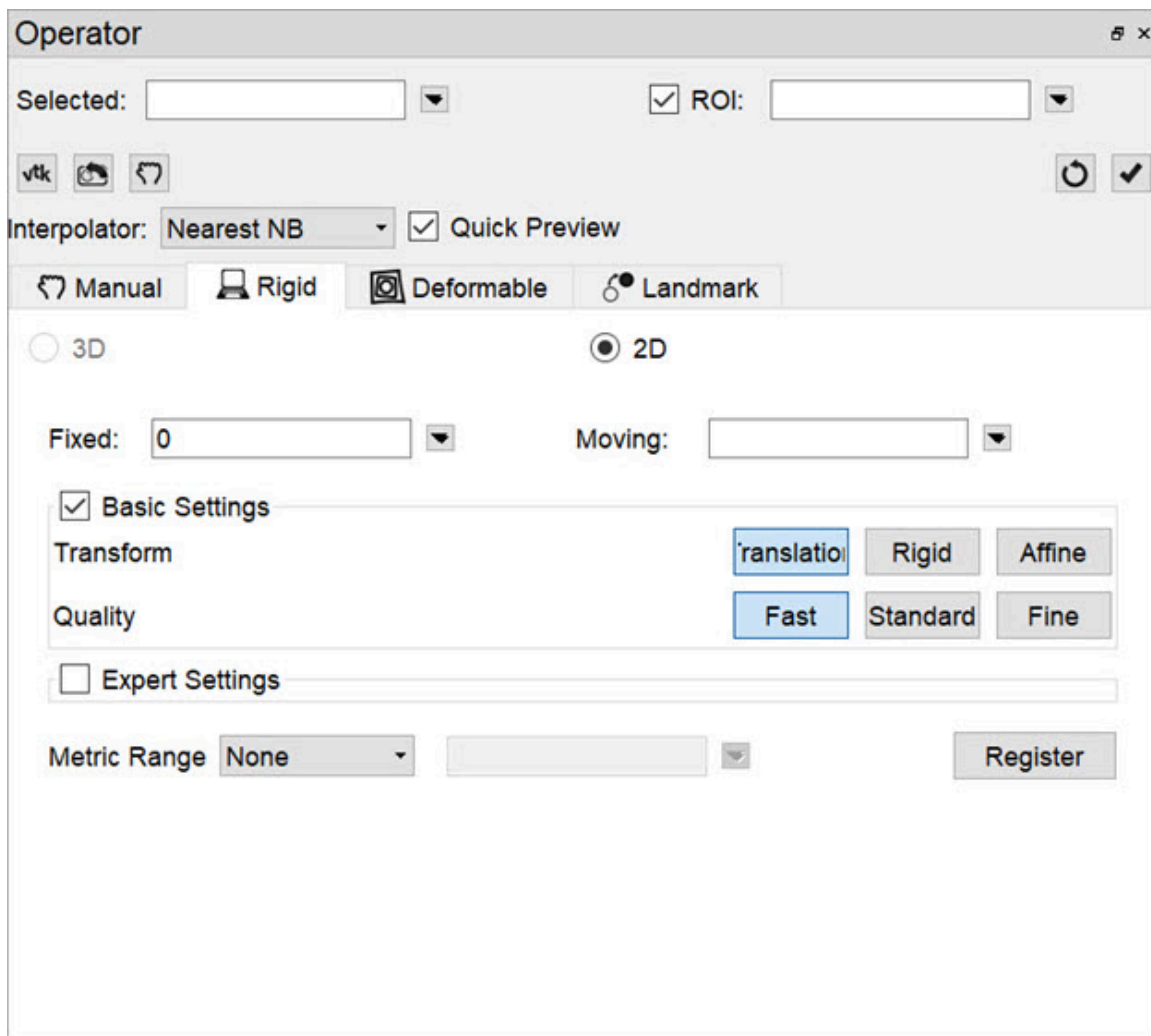 Operator
Selected: ROI:
vtk
Interpolator: Nearest NB Quick Preview
Manual Rigid Deformable Landmark
3D 2D
Fixed: 0 Moving:
Basic Settings
Transform Translation Rigid Affine
Quality Fast Standard Fine
Expert Settings
Metric Range None Register